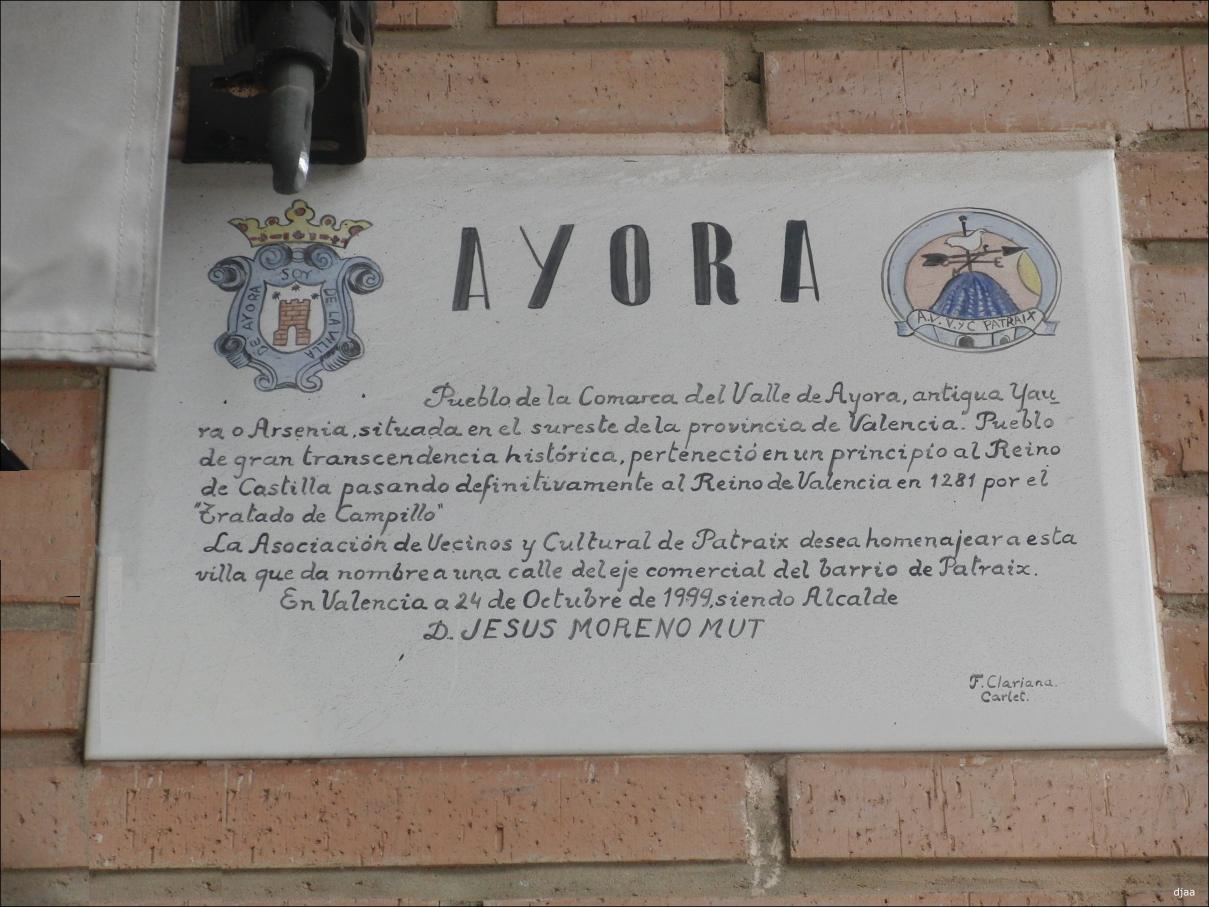 AYORA
SOY DE LA VILLA DE AYORA
A.V. V. y C PATRAIX
Pueblo de la Comarca del Valle de Ayora, antigua Yau_
ra o Arsenia, situada en el sureste de la provincia de Valencia. Pueblo
de gran transcendencia histórica, perteneció en un principio al Reino
de Castilla pasando definitivamente al Reino de Valencia en 1281 por el
"Tratado de Campillo"
La Asociación de Vecinos y Cultural de Patraix desea homenajear a esta
villa que da nombre a una calle del eje comercial del barrio de Patraix.
En Valencia a 24 de Octubre de 1999, siendo Alcalde
D. JESUS MORENO MUT
F. Clariana.
Carlet.
djaa